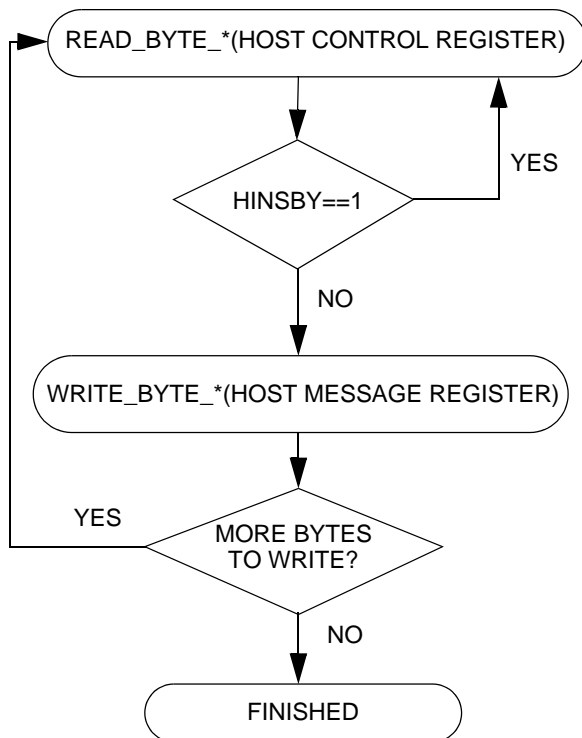 READ_BYTE_*(HOST CONTROL REGISTER)
YES
HINSBY==1
NO
WRITE_BYTE_*(HOST MESSAGE REGISTER)
YES
MORE BYTES
TO WRITE?
NO
FINISHED